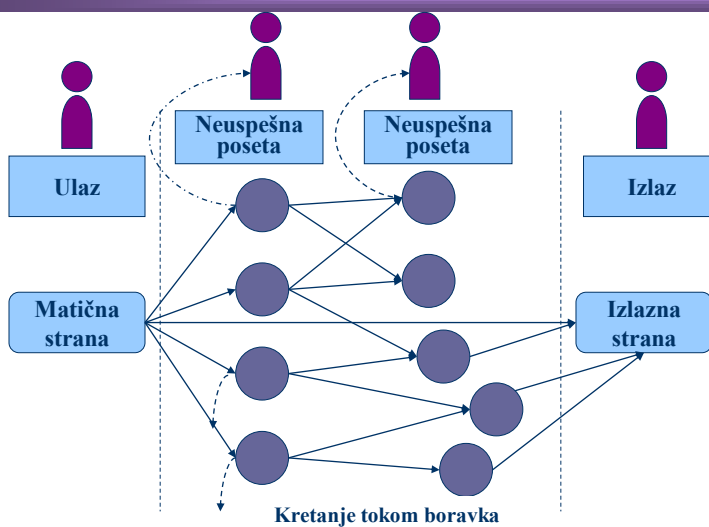 Neuspešna
poseta
Neuspešna
poseta
Ulaz
Izlaz
Matična
strana
Izlazna
strana
Kretanje tokom boravka